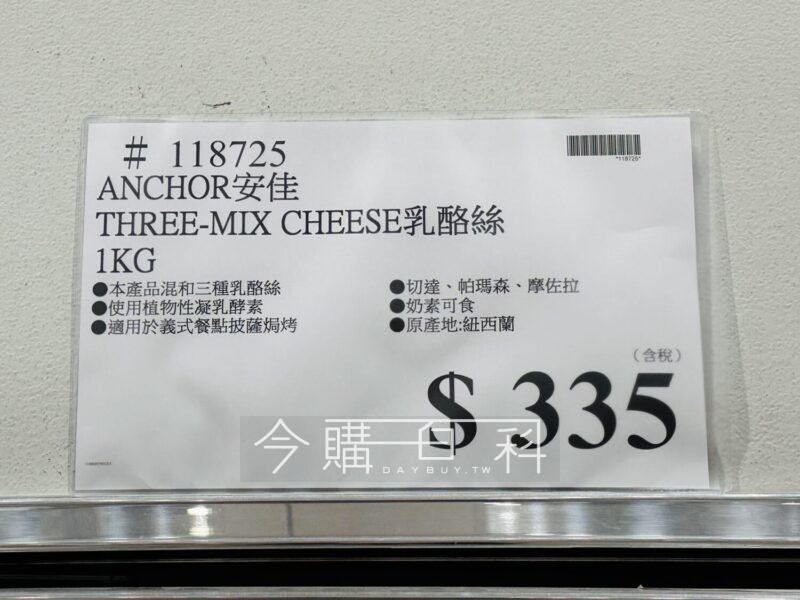 # 118725
*118725*
ANCHOR安佳
THREE-MIX CHEESE乳酪絲
1KG
●本產品混和三種乳酪絲
●使用植物性凝乳酵素
●適用於義式餐點披薩焗烤
●切達、帕瑪森、摩佐拉
●奶素可食
●原產地:紐西蘭
(含稅)
$ 335
今購百科
DAYBUY.TW